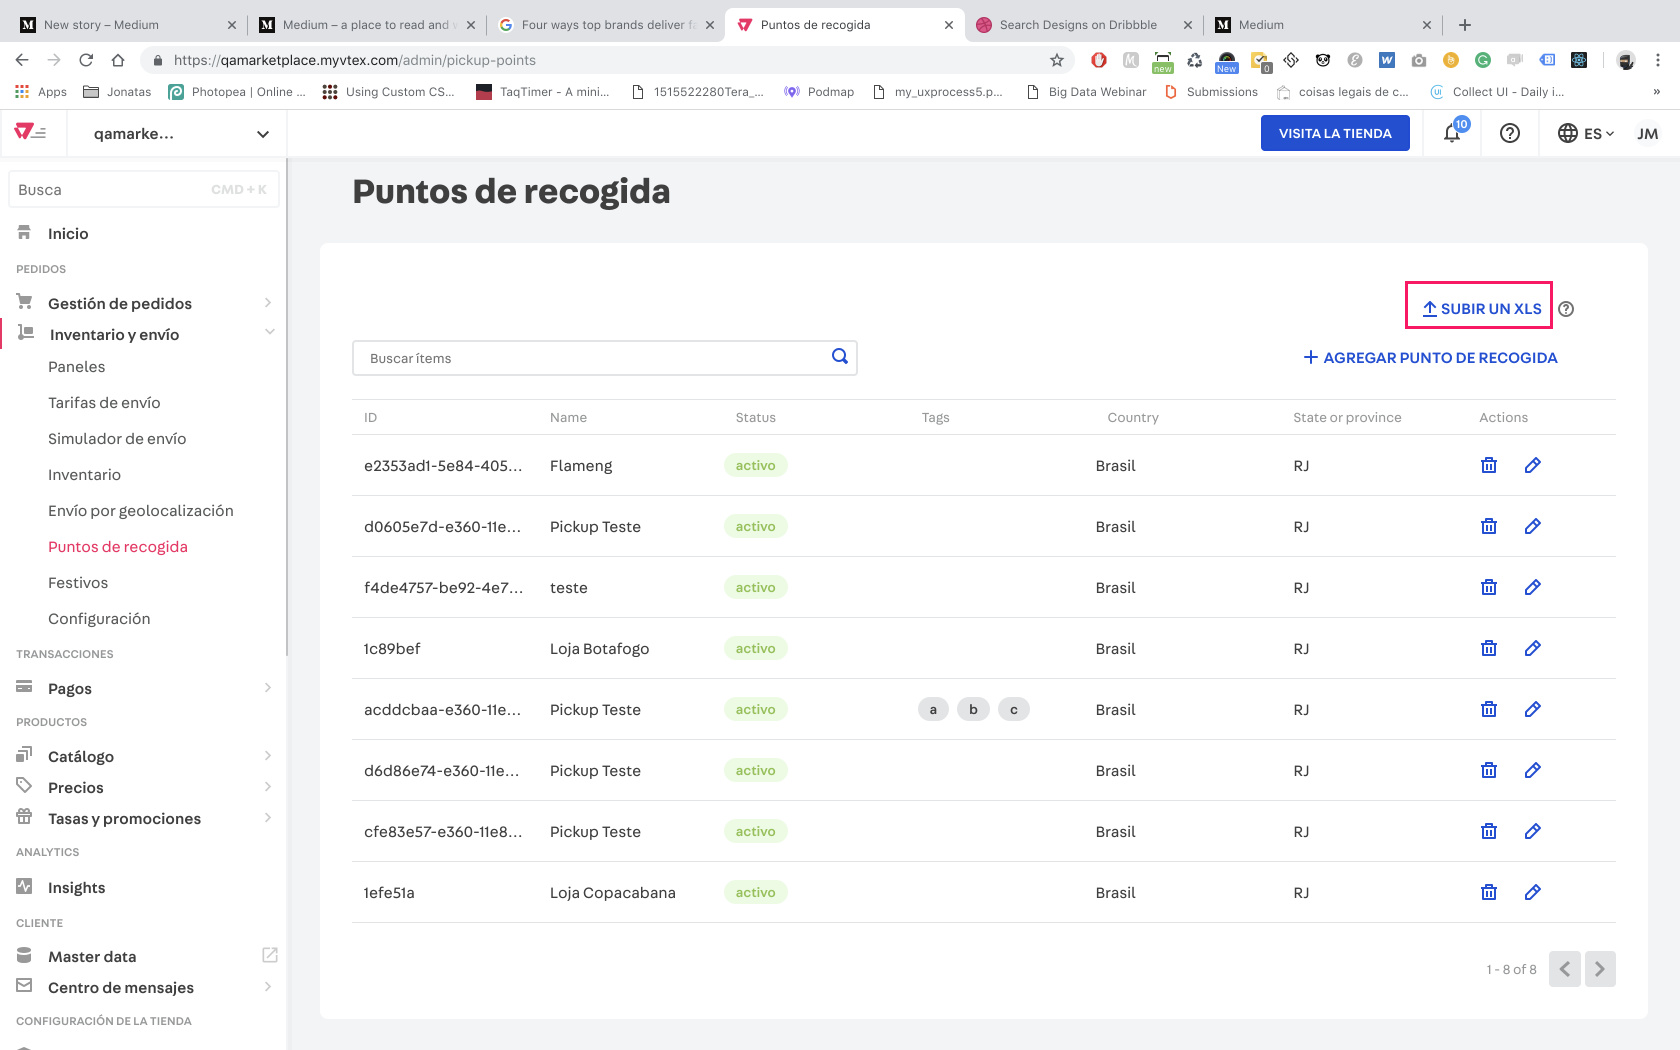 New story – Medium
Medium – a place to read and w
Four ways top brands deliver fa
Puntos de recogida
Search Designs on Dribbble
Medium
https://qamarketplace.myvtex.com/admin/pickup-points
new
New
0
Apps
Jonatas
Photopea | Online ...
Using Custom CS...
TaqTimer - A mini...
1515522280Tera_...
Podmap
my_uxprocess5.p...
Big Data Webinar
Submissions
coisas legais de c...
Collect UI - Daily i...
»
qamarke...
VISITA LA TIENDA
10
ES
JM
Busca
CMD + K
Inicio
PEDIDOS
Gestión de pedidos
Inventario y envío
Paneles
Tarifas de envío
Simulador de envío
Inventario
Envío por geolocalización
Puntos de recogida
Festivos
Configuración
TRANSACCIONES
Pagos
PRODUCTOS
Catálogo
Precios
Tasas y promociones
ANALYTICS
Insights
CLIENTE
Master data
Centro de mensajes
CONFIGURACIÓN DE LA TIENDA
Puntos de recogida
SUBIR UN XLS
Buscar ítems
AGREGAR PUNTO DE RECOGIDA
ID Name Status Tags Country State or province Actions
e2353ad1-5e84-405... Flameng activo Brasil RJ
d0605e7d-e360-11e... Pickup Teste activo Brasil RJ
f4de4757-be92-4e7... teste activo Brasil RJ
1c89bef Loja Botafogo activo Brasil RJ
acddcbaa-e360-11e... Pickup Teste activo a b c Brasil RJ
d6d86e74-e360-11e... Pickup Teste activo Brasil RJ
cfe83e57-e360-11e8... Pickup Teste activo Brasil RJ
1efe51a Loja Copacabana activo Brasil RJ
1 - 8 of 8